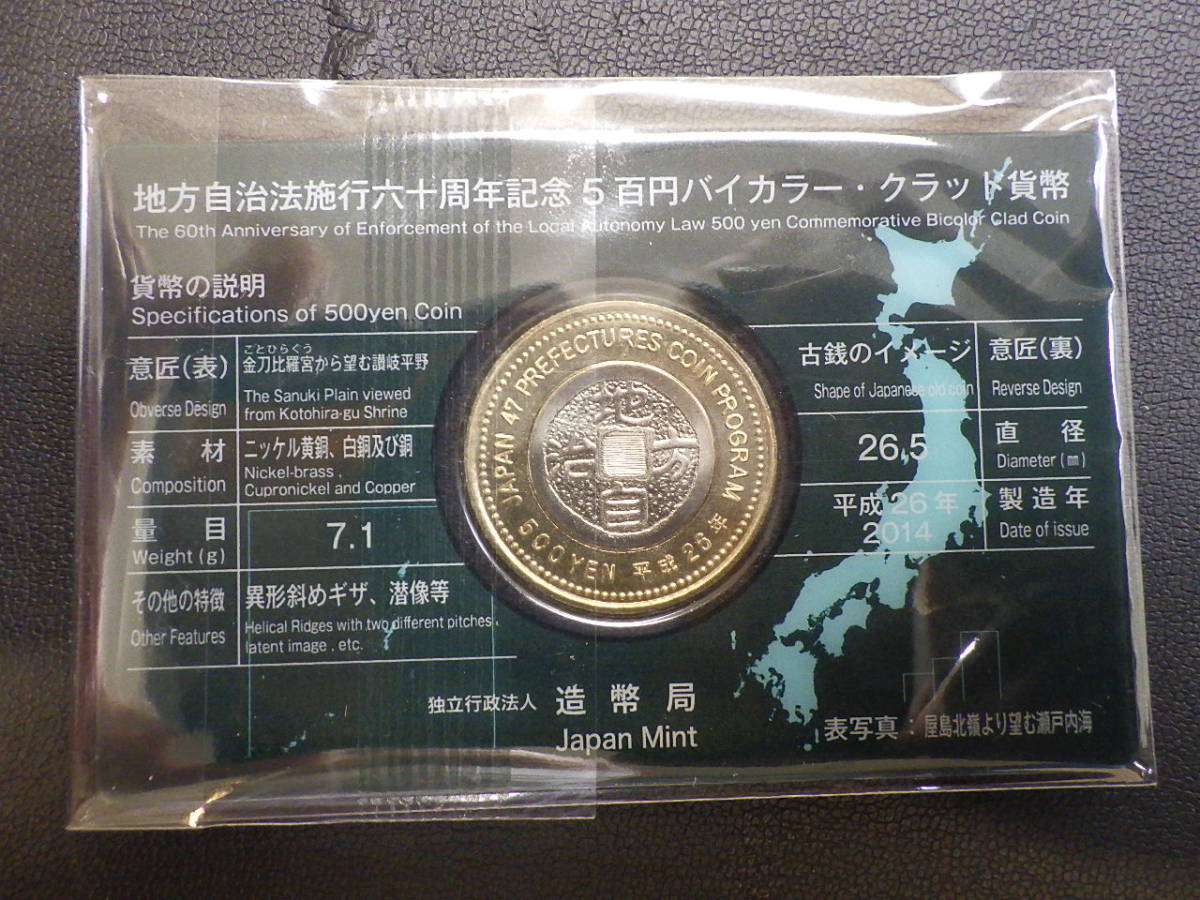 地方自治法施行六十周年記念5百円バイカラー・クラッド貨幣
The 60th Anniversary of Enforcement of the Local Autonomy Law 500 yen Commemorative Bicolor Clad Coin
貨幣の説明
Specifications of 500yen Coin
意匠(表)
Obverse Design
ことひらぐう
金刀比羅宮から望む讃岐平野
The Sanuki Plain viewed
from Kotohira-gu Shrine
素材
Composition
ニッケル黄銅、白銅及び銅
Nickel-brass,
Cupronickel and Copper
量目
Weight (g)
7.1
その他の特徴
Other Features
異形斜めギザ、潜像等
Helical Ridges with two different pitches,
latent image, etc.
JAPAN 47 PREFECTURES COIN PROGRAM
地方自治
500 YEN 平成26年
古銭のイメージ
Shape of Japanese old coin
意匠(裏)
Reverse Design
26.5
直径
Diameter (㎜)
平成26年
2014
製造年
Date of issue
独立行政法人 造幣局
Japan Mint
表写真:屋島北嶺より望む瀬戸内海